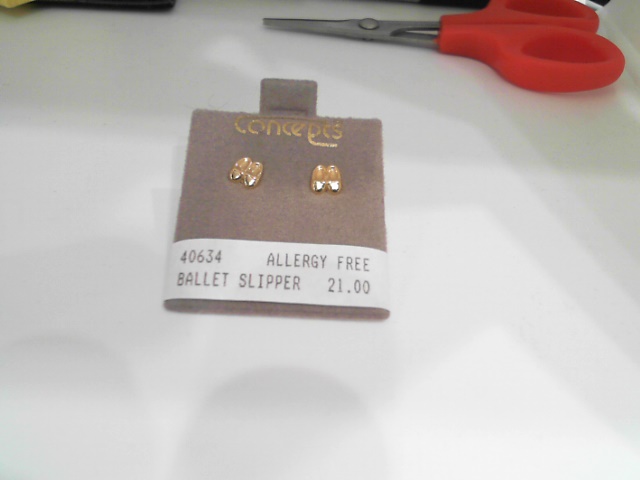 Concepts
40634 ALLERGY FREE
BALLET SLIPPER 21.00